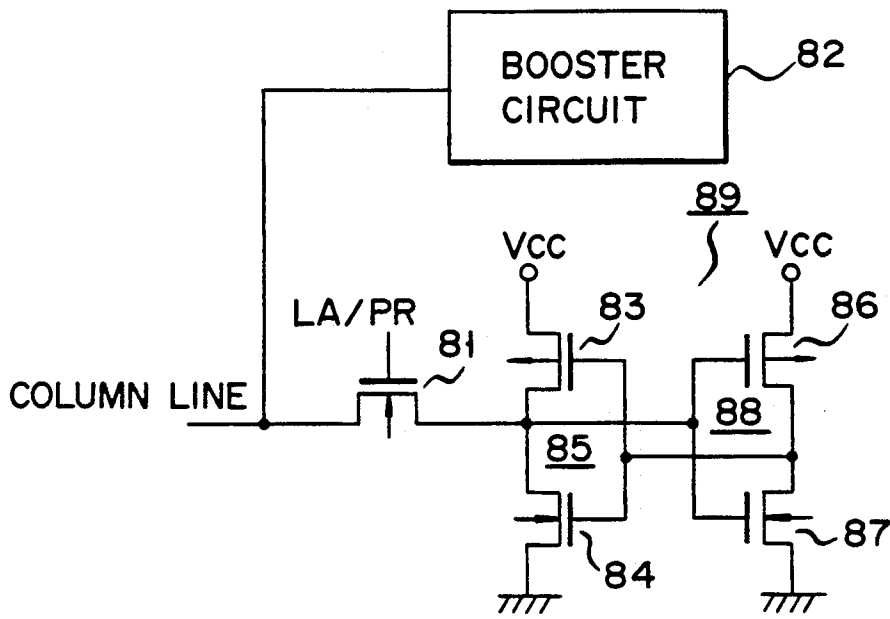 BOOSTER
CIRCUIT
82
89
VCC
VCC
LA/PR
83
86
81
COLUMN LINE
88
85
84
87